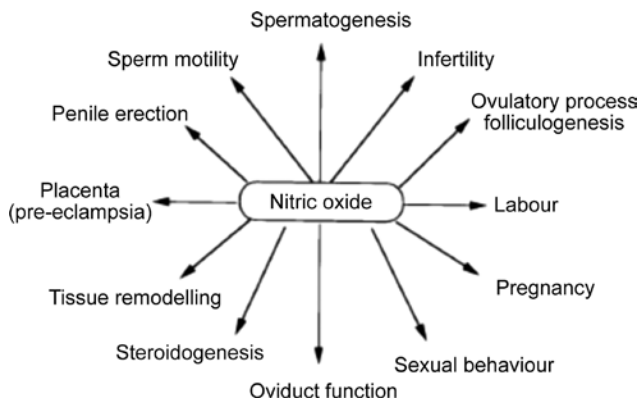 Spermatogenesis
Sperm motility
Infertility
Penile erection
Ovulatory process
folliculogenesis
Placenta
(pre-eclampsia)
Nitric oxide
Labour
Tissue remodelling
Pregnancy
Steroidogenesis
Sexual behaviour
Oviduct function